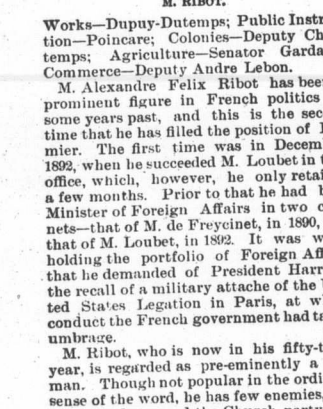 M. RIBOT.
Works—Dupuy-Dutemps; Public Instr
tion—Poincare; Colonies—Deputy Ch
temps; Agriculture—Senator Garda
Commerce—Deputy Andre Lebon.
M. Alexandre Felix Ribot has bee
prominent figure in French politics
some years past, and this is the sec
time that he has filled the position of
mier. The first time was in Decem
1892, when he succeeded M. Loubet in t
office, which, however, he only retai
a few months. Prior to that he had b
Minister of Foreign Affairs in two c
nets—that of M. de Freycinet, in 1890,
that of M. Loubet, in 1892. It was w
holding the portfolio of Foreign Aff
that he demanded of President Harr
the recall of a military attache of the
ted States Legation in Paris, at w
conduct the French government had ta
umbrage.
M. Ribot, who is now in his fifty-t
year, is regarded as pre-eminently a
man. Though not popular in the ordi
sense of the word, he has few enemies
and the Church